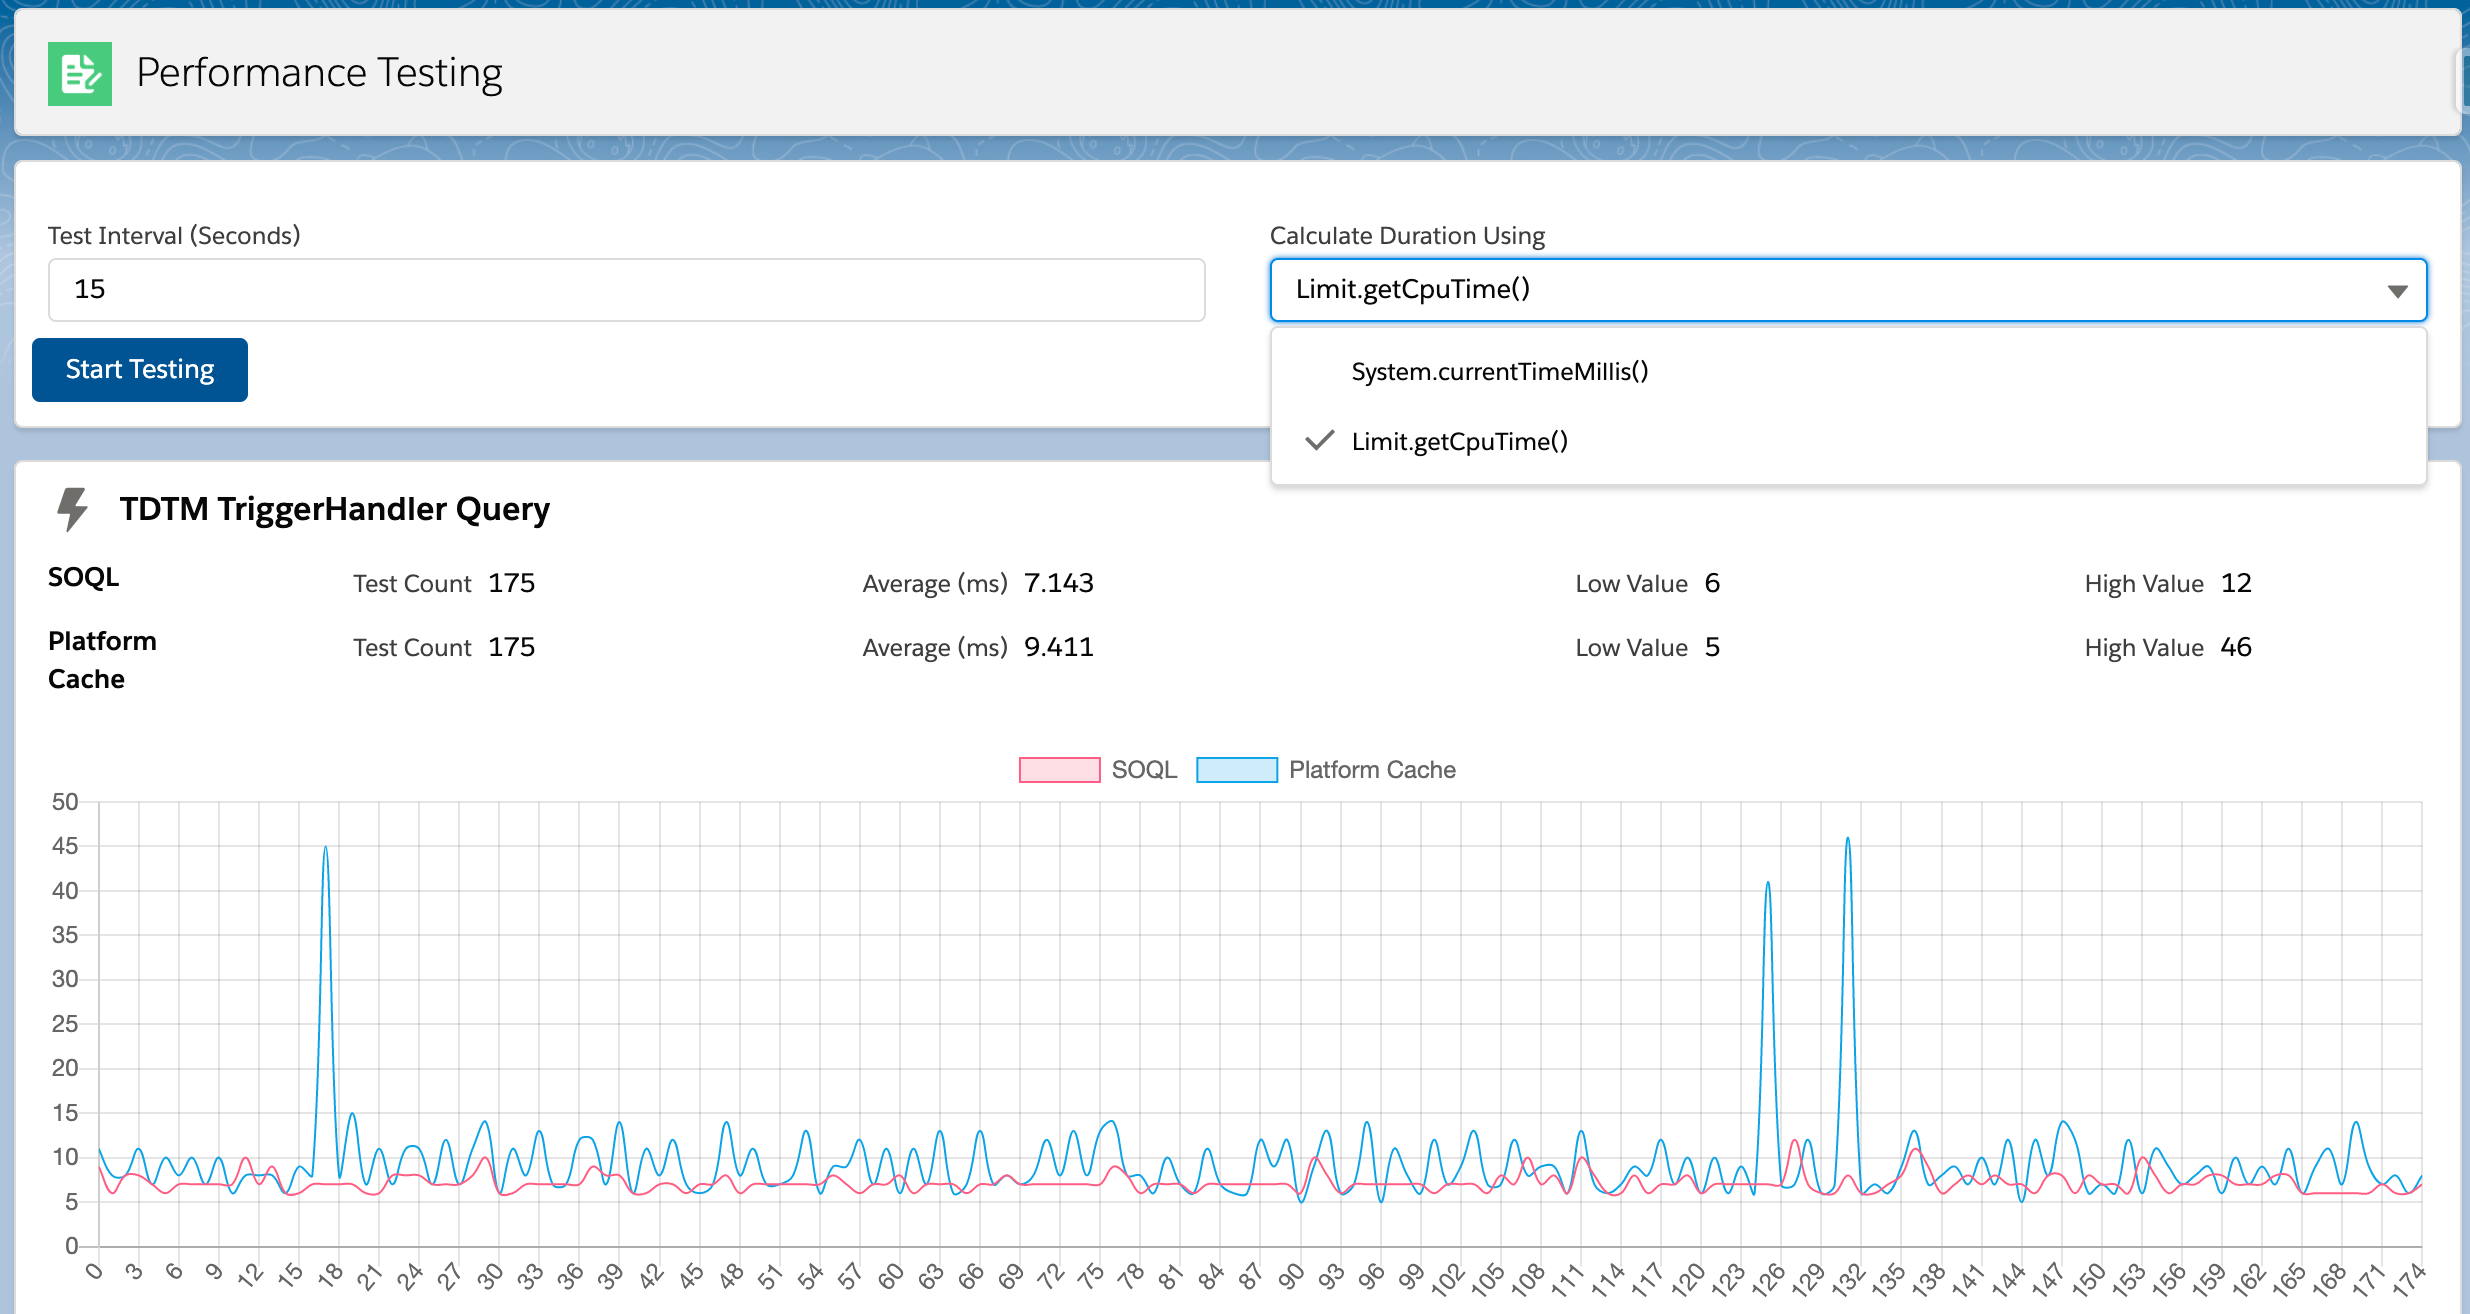 Performance Testing
Test Interval (Seconds)
Calculate Duration Using
15
Limit.getCpuTime()
Start Testing
System.currentTimeMillis()
Limit.getCpuTime()
TDTM TriggerHandler Query
SOQL Test Count 175 Average (ms) 7.143 Low Value 6 High Value 12
Platform Cache Test Count 175 Average (ms) 9.411 Low Value 5 High Value 46
SOQL Platform Cache
50
45
40
35
30
25
20
15
10
5
0
0 3 6 9 12 15 18 21 24 27 30 33 36 39 42 45 48 51 54 57 60 63 66 69 72 75 78 81 84 87 90 93 96 99 102 105 108 111 114 117 120 123 126 129 132 135 138 141 144 147 150 153 156 159 162 165 168 171 174